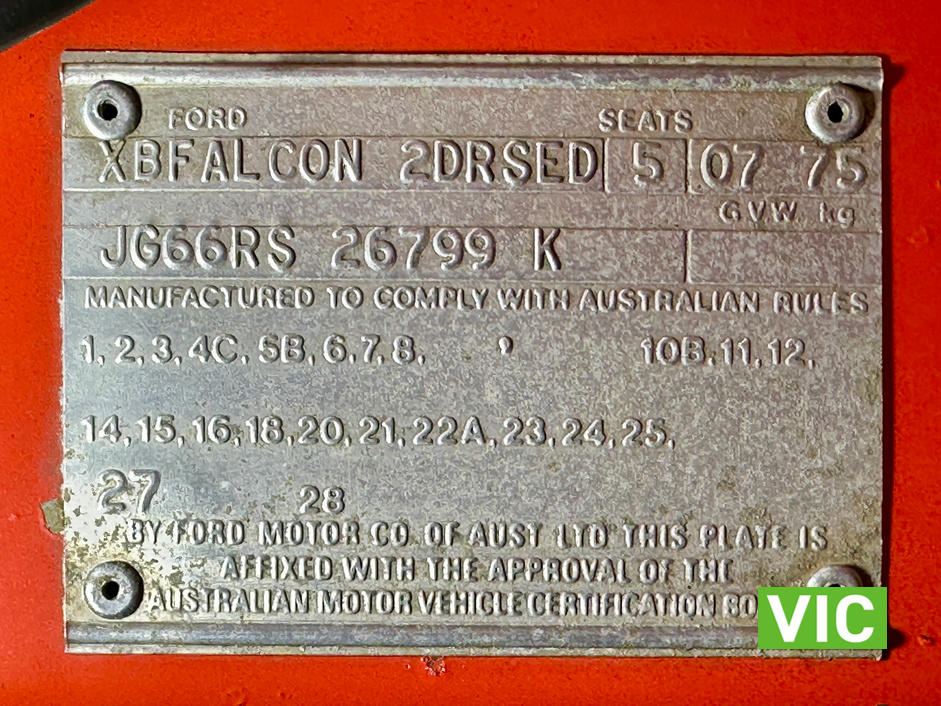 FORD SEATS
XBFALCON 2DRSED 5 07 75
G V W kg
JG66RS 26799 K
MANUFACTURED TO COMPLY WITH AUSTRALIAN RULES
1, 2, 3, 4C, 5B, 6, 7, 8, 9 10B, 11, 12,
14, 15, 16, 18, 20, 21, 22A, 23, 24, 25,
27 28
BY FORD MOTOR CO. OF AUST LTD THIS PLATE IS
AFFIXED WITH THE APPROVAL OF THE
AUSTRALIAN MOTOR VEHICLE CERTIFICATION
VIC